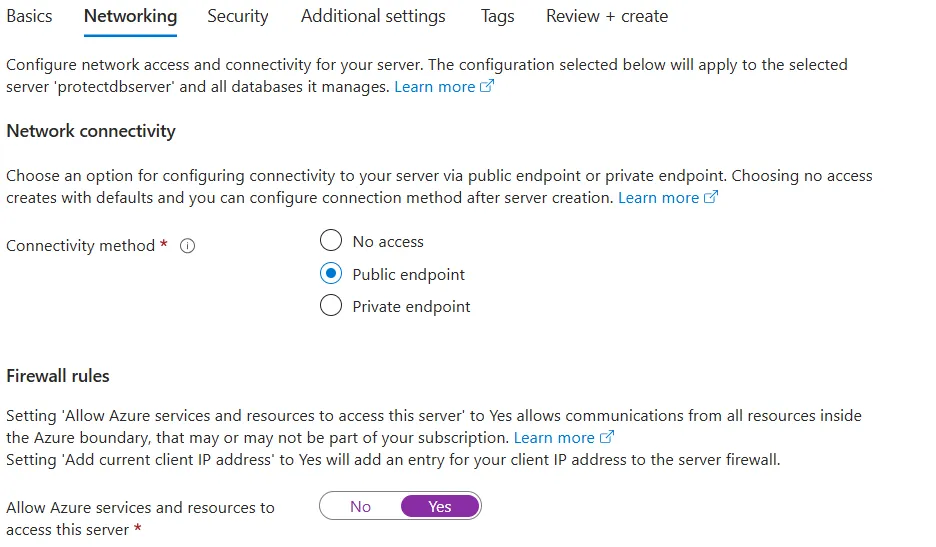 Basics Networking Security Additional settings Tags Review + create
Configure network access and connectivity for your server. The configuration selected below will apply to the selected
server 'protectdbserver' and all databases it manages. Learn more
Network connectivity
Choose an option for configuring connectivity to your server via public endpoint or private endpoint. Choosing no access
creates with defaults and you can configure connection method after server creation. Learn more
Connectivity method *
No access
Public endpoint
Private endpoint
Firewall rules
Setting 'Allow Azure services and resources to access this server' to Yes allows communications from all resources inside
the Azure boundary, that may or may not be part of your subscription. Learn more
Setting 'Add current client IP address' to Yes will add an entry for your client IP address to the server firewall.
Allow Azure services and resources to
access this server *
No Yes